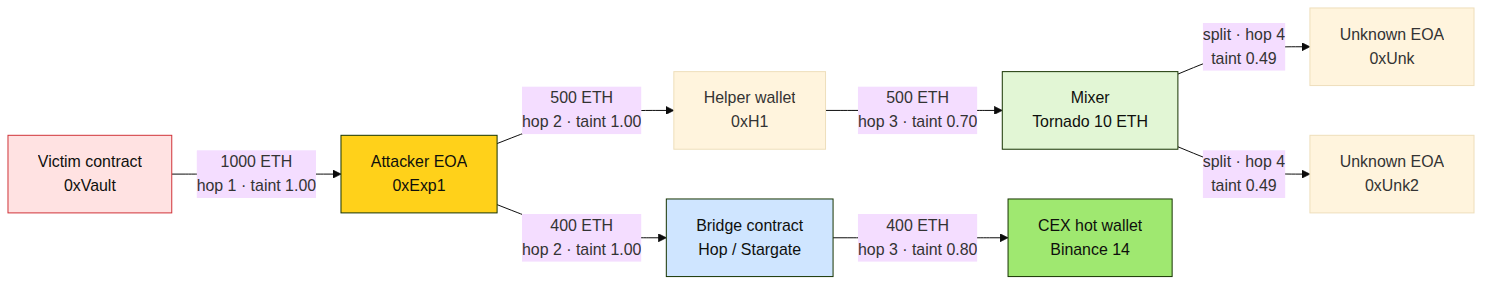 Victim contract
0xVault
1000 ETH
hop 1 · taint 1.00
Attacker EOA
0xExp1
500 ETH
hop 2 · taint 1.00
Helper wallet
0xH1
500 ETH
hop 3 · taint 0.70
Mixer
Tornado 10 ETH
split · hop 4
taint 0.49
Unknown EOA
0xUnk
split · hop 4
taint 0.49
Unknown EOA
0xUnk2
400 ETH
hop 2 · taint 1.00
Bridge contract
Hop / Stargate
400 ETH
hop 3 · taint 0.80
CEX hot wallet
Binance 14